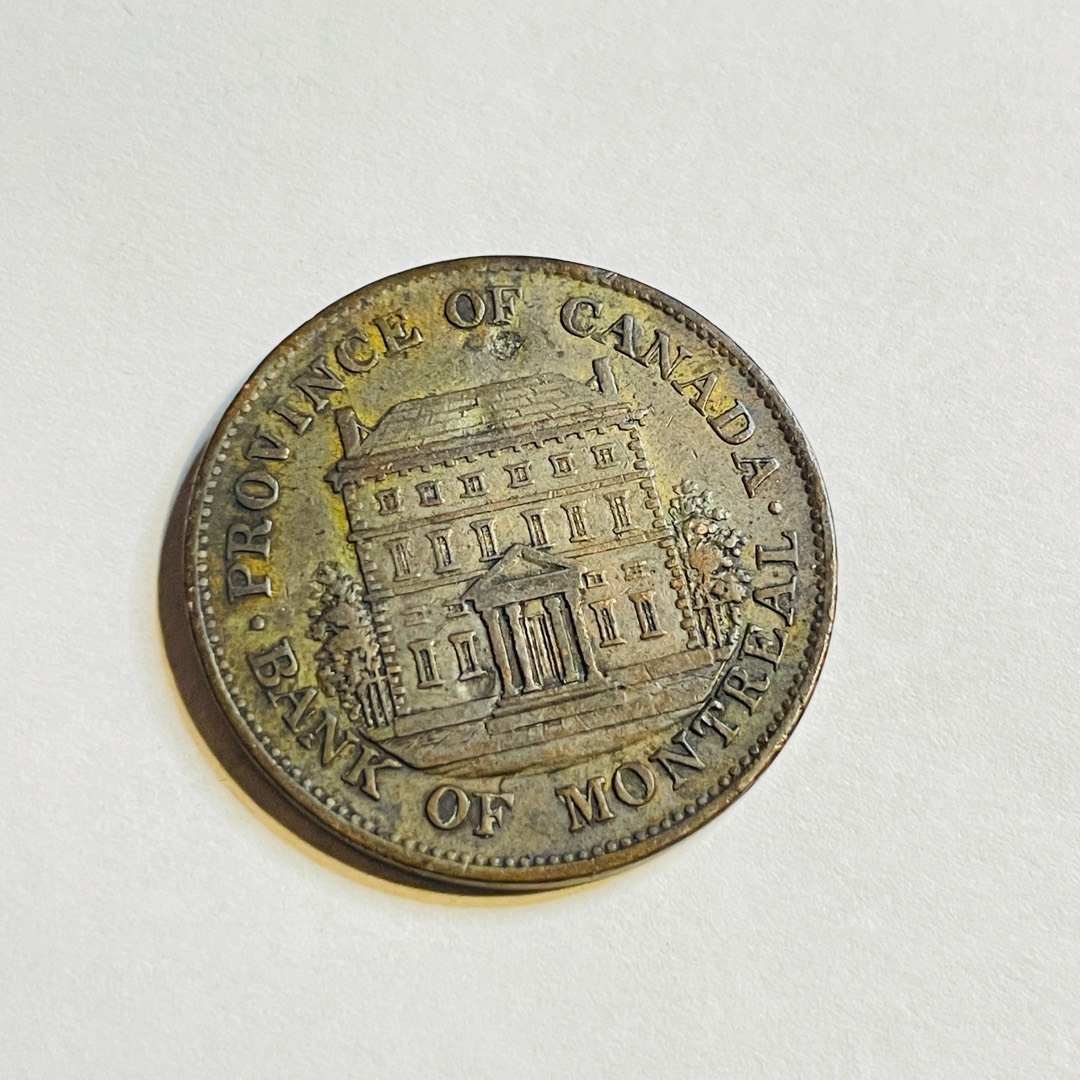 · PROVINCE OF CANADA ·
BANK OF MONTREAL